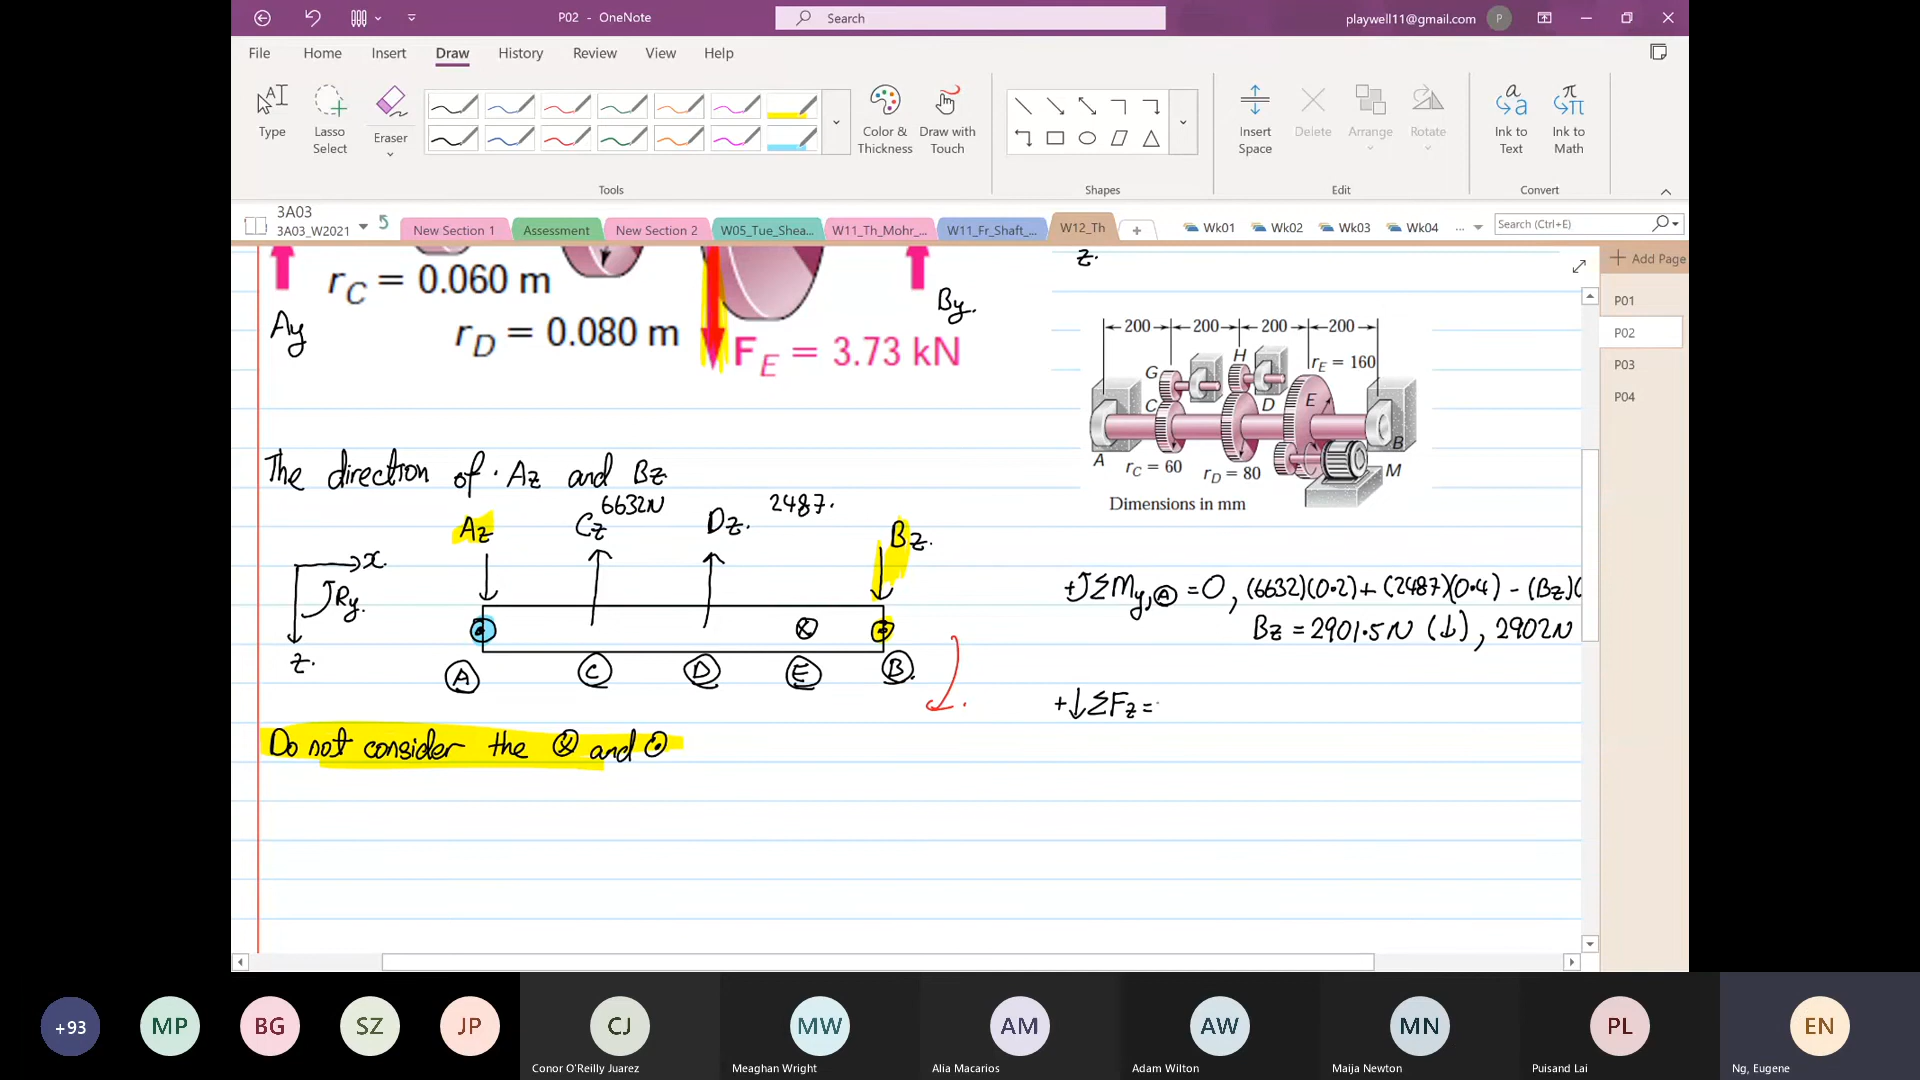 P02 - OneNote
Search
playwell11@gmail.com
P
File Home Insert Draw History Review View Help
Type
Lasso Select
Eraser
Color & Thickness
Draw with Touch
Insert Space
Delete
Arrange
Rotate
Ink to Text
Ink to Math
Tools
Shapes
Edit
Convert
3A03
3A03_W2021
New Section 1
Assessment
New Section 2
W05_Tue_Shea...
W11_Th_Mohr_...
W11_Fr_Shaft_...
W12_Th
Wk01
Wk02
Wk03
Wk04
...
Search (Ctrl+E)
Add Page
P01
P02
P03
P04
z.
r_C = 0.060 m
Ay
r_D = 0.080 m
F_E = 3.73 kN
By.
200 200 200 200
H
r_E = 160
G
C
D
E
B
A
r_C = 60
r_D = 80
M
Dimensions in mm
The direction of Az and Bz
Az
Cz 6632N
Dz. 2487.
Bz.
x
Ry.
z.
A C D E B.
Do not consider the ⊗ and ⊙
+↺ΣMy,A = 0, (6632)(0.2)+(2487)(0.4) - (Bz)(
Bz = 2901.5N (↓), 2902N
+↓ΣFz =
+93
MP
BG
SZ
JP
CJ
MW
AM
AW
MN
PL
EN
Conor O'Reilly Juarez
Meaghan Wright
Alia Macarios
Adam Wilton
Maija Newton
Puisand Lai
Ng, Eugene